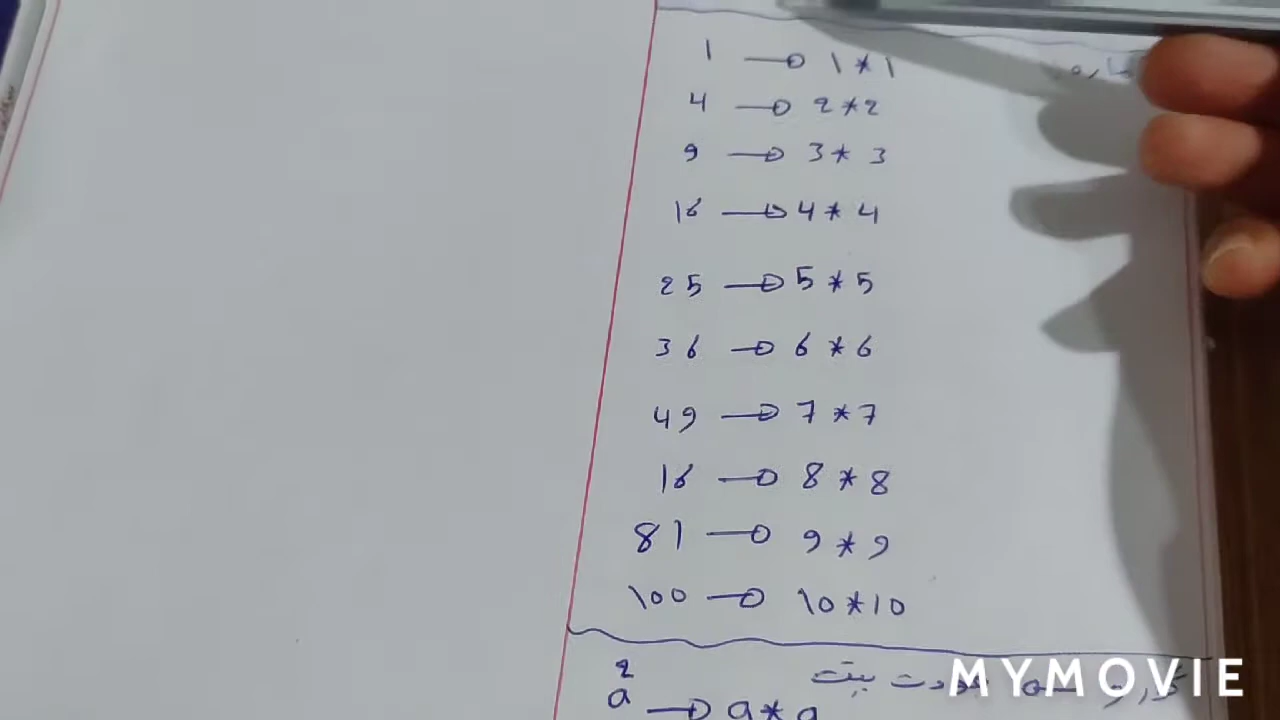 1 → 1 * 1
4 → 2 * 2
9 → 3 * 3
16 → 4 * 4
25 → 5 * 5
36 → 6 * 6
49 → 7 * 7
16 → 8 * 8
81 → 9 * 9
100 → 10 * 10
a² → a * a
MYMOVIE